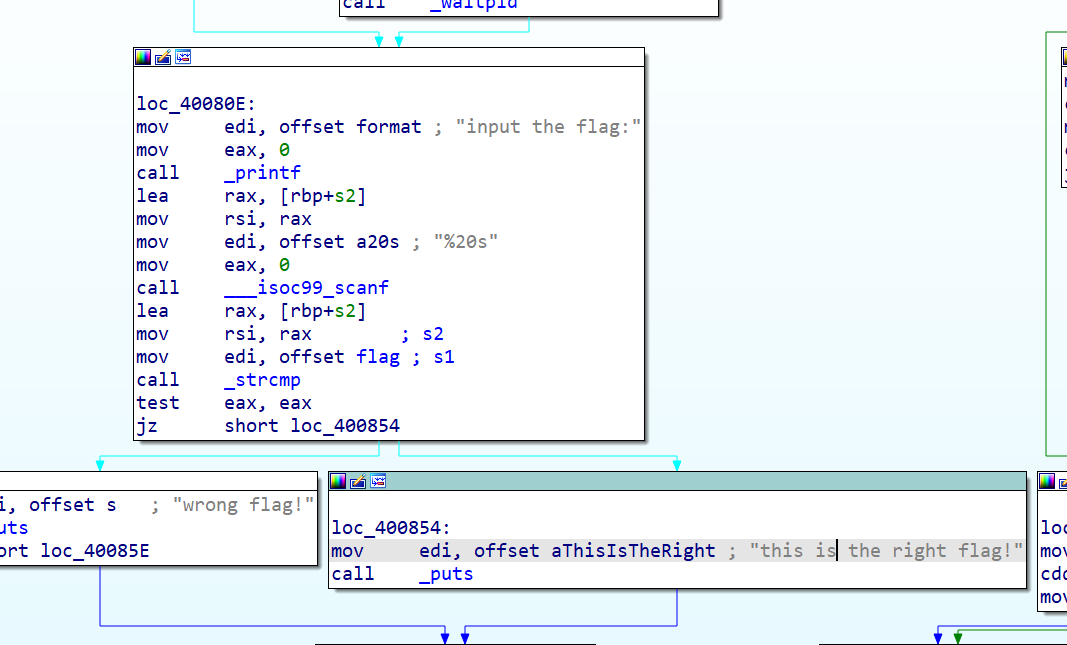 call    _waitpid
loc_40080E:
mov     edi, offset format ; "input the flag:"
mov     eax, 0
call    _printf
lea     rax, [rbp+s2]
mov     rsi, rax
mov     edi, offset a20s ; "%20s"
mov     eax, 0
call    ___isoc99_scanf
lea     rax, [rbp+s2]
mov     rsi, rax        ; s2
mov     edi, offset flag ; s1
call    _strcmp
test    eax, eax
jz      short loc_400854
i, offset s   ; "wrong flag!"
uts
ort loc_40085E
loc_400854:
mov     edi, offset aThisIsTheRight ; "this is the right flag!"
call    _puts
loc
mov
cdq
mov